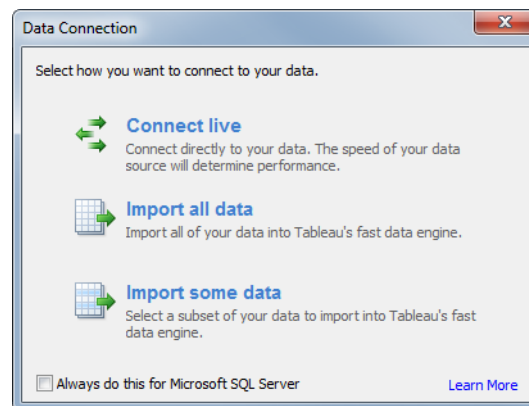 Data Connection
Select how you want to connect to your data.
Connect live
Connect directly to your data. The speed of your data
source will determine performance.
Import all data
Import all of your data into Tableau's fast data engine.
Import some data
Select a subset of your data to import into Tableau's fast
data engine.
Always do this for Microsoft SQL Server
Learn More